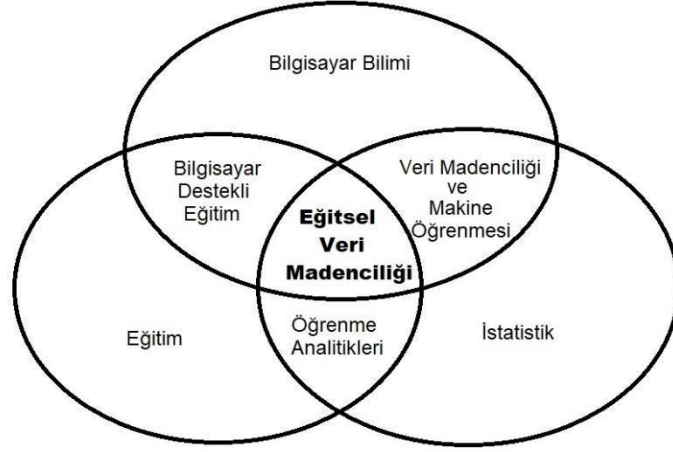 Bilgisayar Bilimi
Bilgisayar
Destekli
Eğitim
Veri Madenciliği
ve
Makine
Öğrenmesi
Eğitsel
Veri
Madenciliği
Eğitim
Öğrenme
Analitikleri
İstatistik